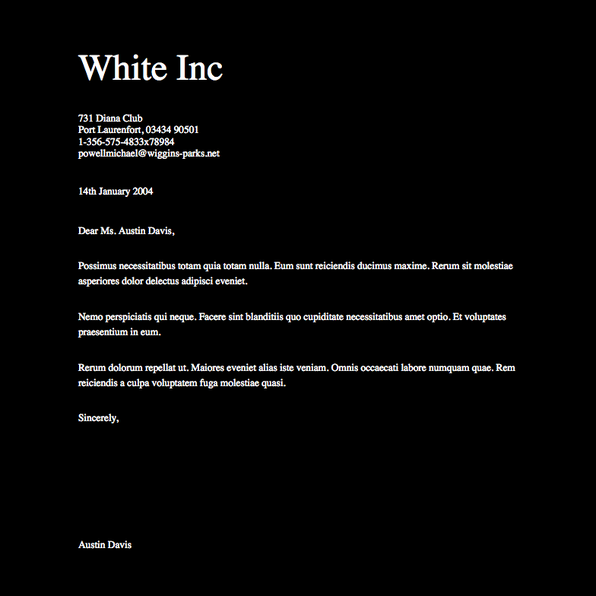 White Inc
731 Diana Club
Port Laurenfort, 03434 90501
1-356-575-4833x78984
powellmichael@wiggins-parks.net
14th January 2004
Dear Ms. Austin Davis,
Possimus necessitatibus totam quia totam nulla. Eum sunt reiciendis ducimus maxime. Rerum sit molestiae
asperiores dolor delectus adipisci eveniet.
Nemo perspiciatis qui neque. Facere sint blanditiis quo cupiditate necessitatibus amet optio. Et voluptates
praesentium in eum.
Rerum dolorum repellat ut. Maiores eveniet alias iste veniam. Omnis occaecati labore numquam quae. Rem
reiciendis a culpa voluptatem fuga molestiae quasi.
Sincerely,
Austin Davis